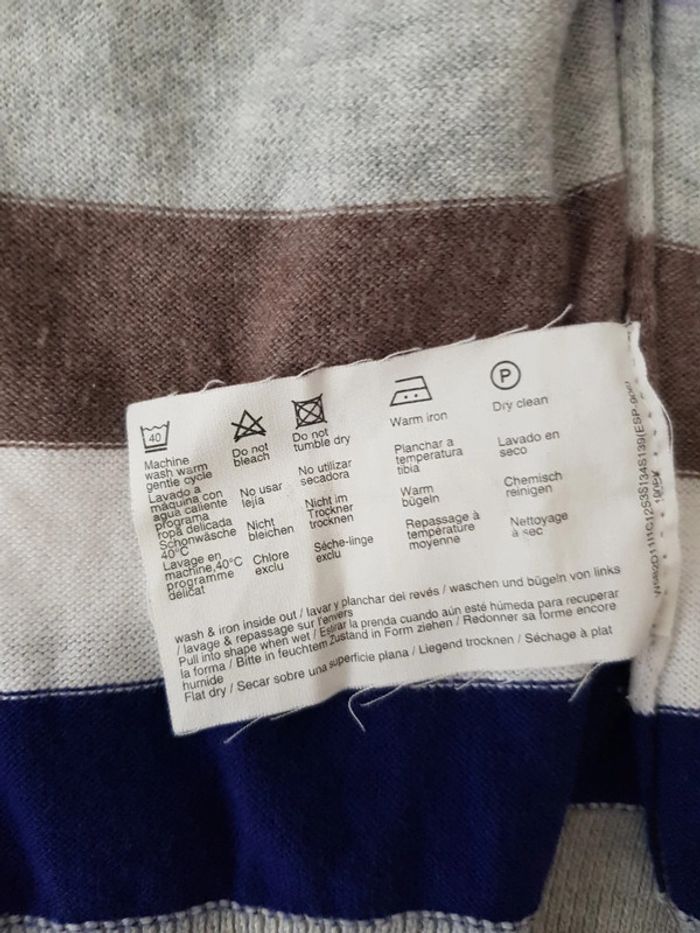 40
Machine
wash warm
gentle cycle
Lavado a
máquina con
agua caliente
programa
ropa delicada
Schonwäsche
40°C
Lavage en
machine,40°C
programme
délicat
Do not
bleach
No usar
lejía
Nicht
bleichen
Chlore
exclu
Do not
tumble dry
No utilizar
secadora
Nicht im
Trockner
trocknen
Séche-linge
exclu
Warm iron
Planchar a
temperatura
tibia
Warm
bügeln
Repassage à
température
moyenne
P
Dry clean
Lavado en
seco
Chemisch
reinigen
Nettoyage
à sec
wash & iron inside out / lavar y planchar del revés / waschen und bügeln von links
/ lavage & repassage sur l'envers
Pull into shape when wet / Estirar la prenda cuando aún esté húmeda para recuperar
la forma / Bitte in feuchtem Zustand in Form ziehen / Redonner sa forme encore
humide
Flat dry / Secar sobre una superficie plana / Liegend trocknen / Séchage à plat